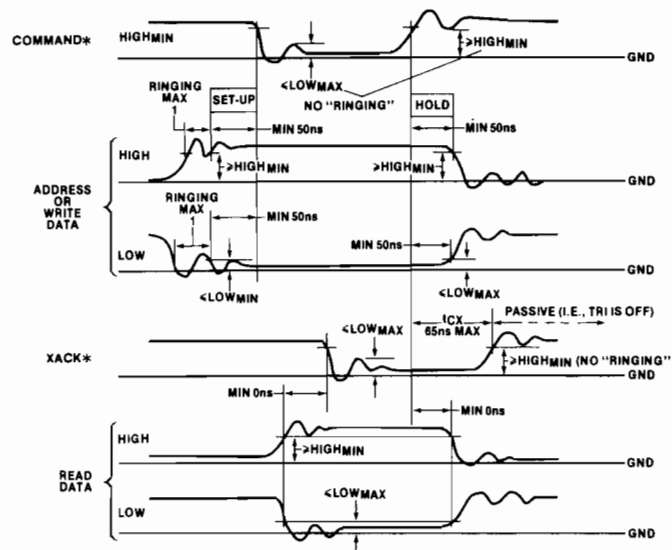 COMMAND*
HIGHMIN
GND
≤LOWMAX
≥HIGHMIN
NO "RINGING"
RINGING
MAX
1
SET-UP
HOLD
MIN 50ns
MIN 50ns
HIGH
≥HIGHMIN
≥HIGHMIN
GND
ADDRESS
OR
WRITE
DATA
RINGING
MAX
1
MIN 50ns
MIN 50ns
LOW
GND
≤LOWMIN
≤LOWMAX
tCX
65ns MAX
PASSIVE (I.E., TRI IS OFF)
XACK*
≤LOWMAX
≥HIGHMIN (NO "RINGING"
GND
MIN 0ns
MIN 0ns
HIGH
≥HIGHMIN
GND
READ
DATA
≤LOWMAX
LOW
GND